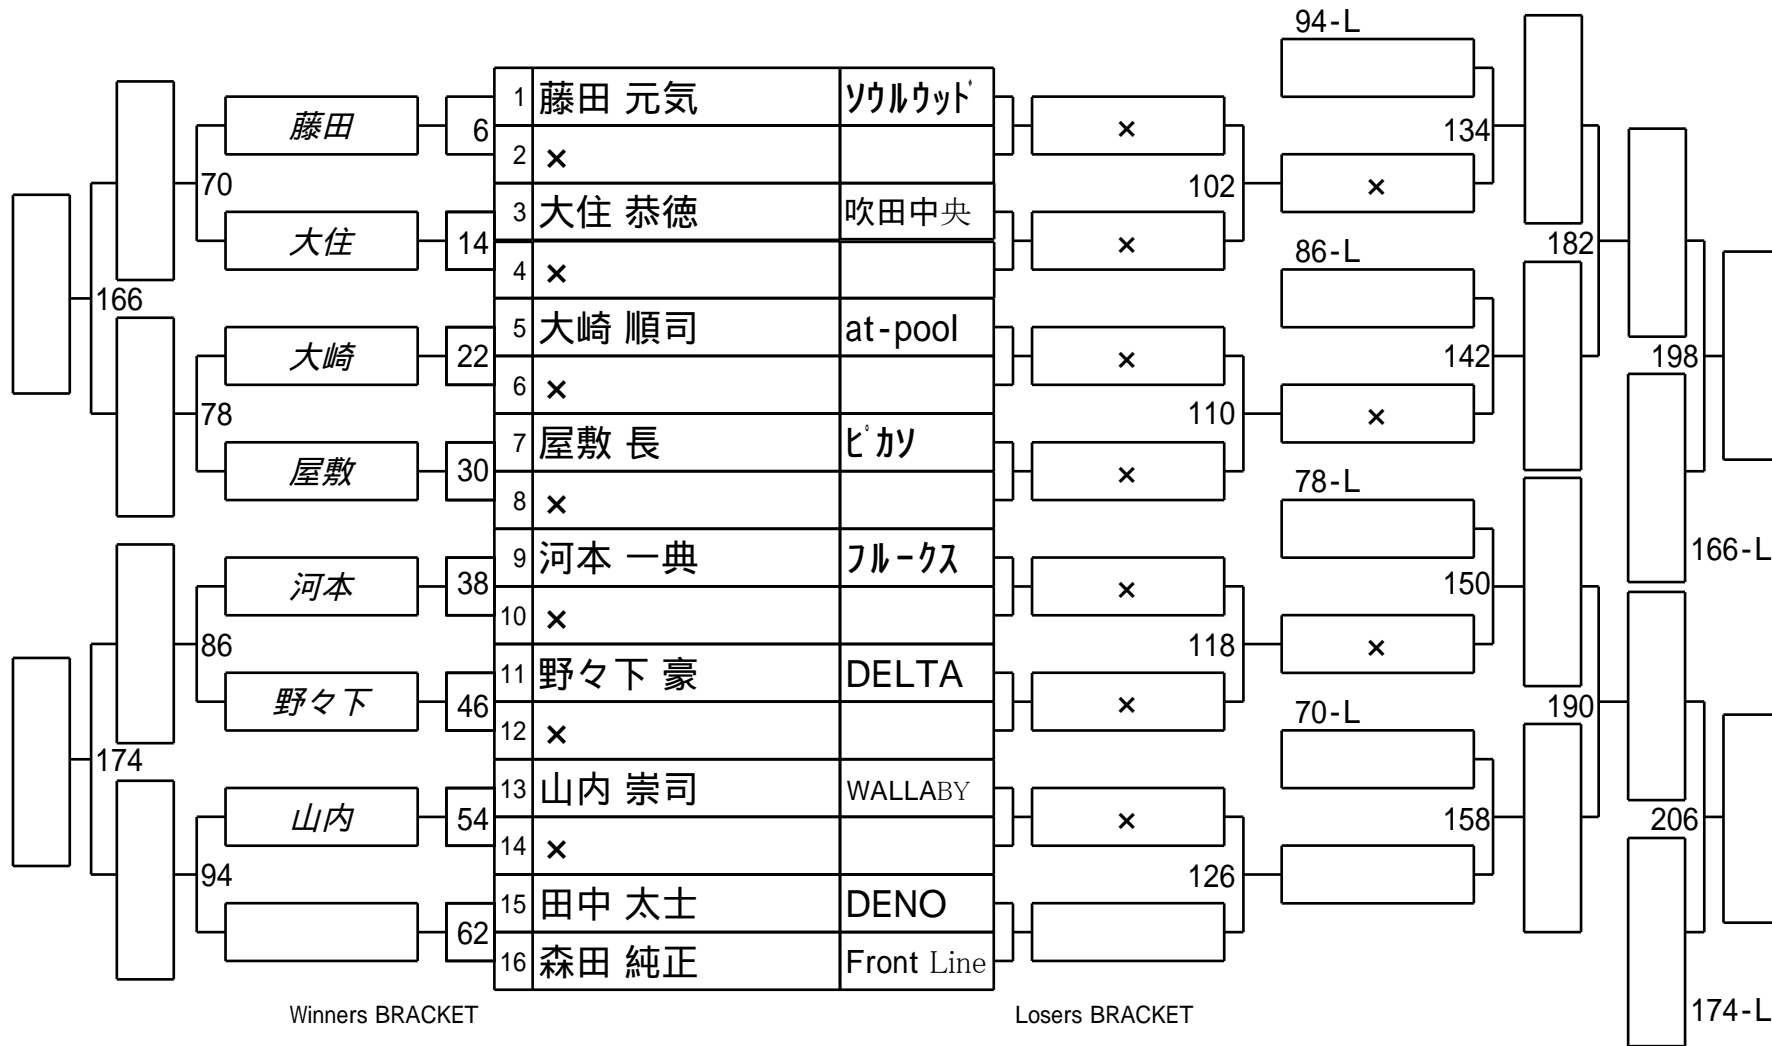 94-L
1 藤田 元気 ソウルウッド
藤田 6 × 134
2 × ×
70 102
3 大住 恭徳 吹田中央
大住 14 × 182
4 × 86-L
166
5 大崎 順司 at-pool
大崎 22 × 142 198
6 × ×
78 110
7 屋敷 長 ピカソ
屋敷 30 ×
8 × 78-L
166-L
9 河本 一典 フルークス
河本 38 × 150
10 × ×
86 118
11 野々下 豪 DELTA
野々下 46 × 190
12 × 70-L
174
13 山内 崇司 WALLABY
山内 54 × 158 206
14 ×
94 126
15 田中 太士 DENO
62
16 森田 純正 Front Line
Winners BRACKET Losers BRACKET 174-L